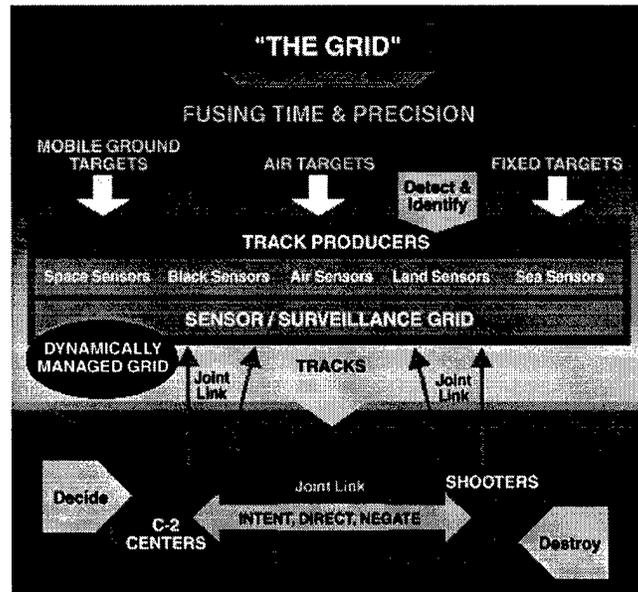 "THE GRID"
FUSING TIME & PRECISION
MOBILE GROUND
TARGETS
AIR TARGETS
FIXED TARGETS
Detect &
Identify
TRACK PRODUCERS
Space Sensors Black Sensors Air Sensors Land Sensors Sea Sensors
SENSOR / SURVEILLANCE GRID
DYNAMICALLY
MANAGED GRID
Joint
Link
TRACKS
Joint
Link
Decide
C-2
CENTERS
Joint Link
INTENT, DIRECT, NEGATE
SHOOTERS
Destroy